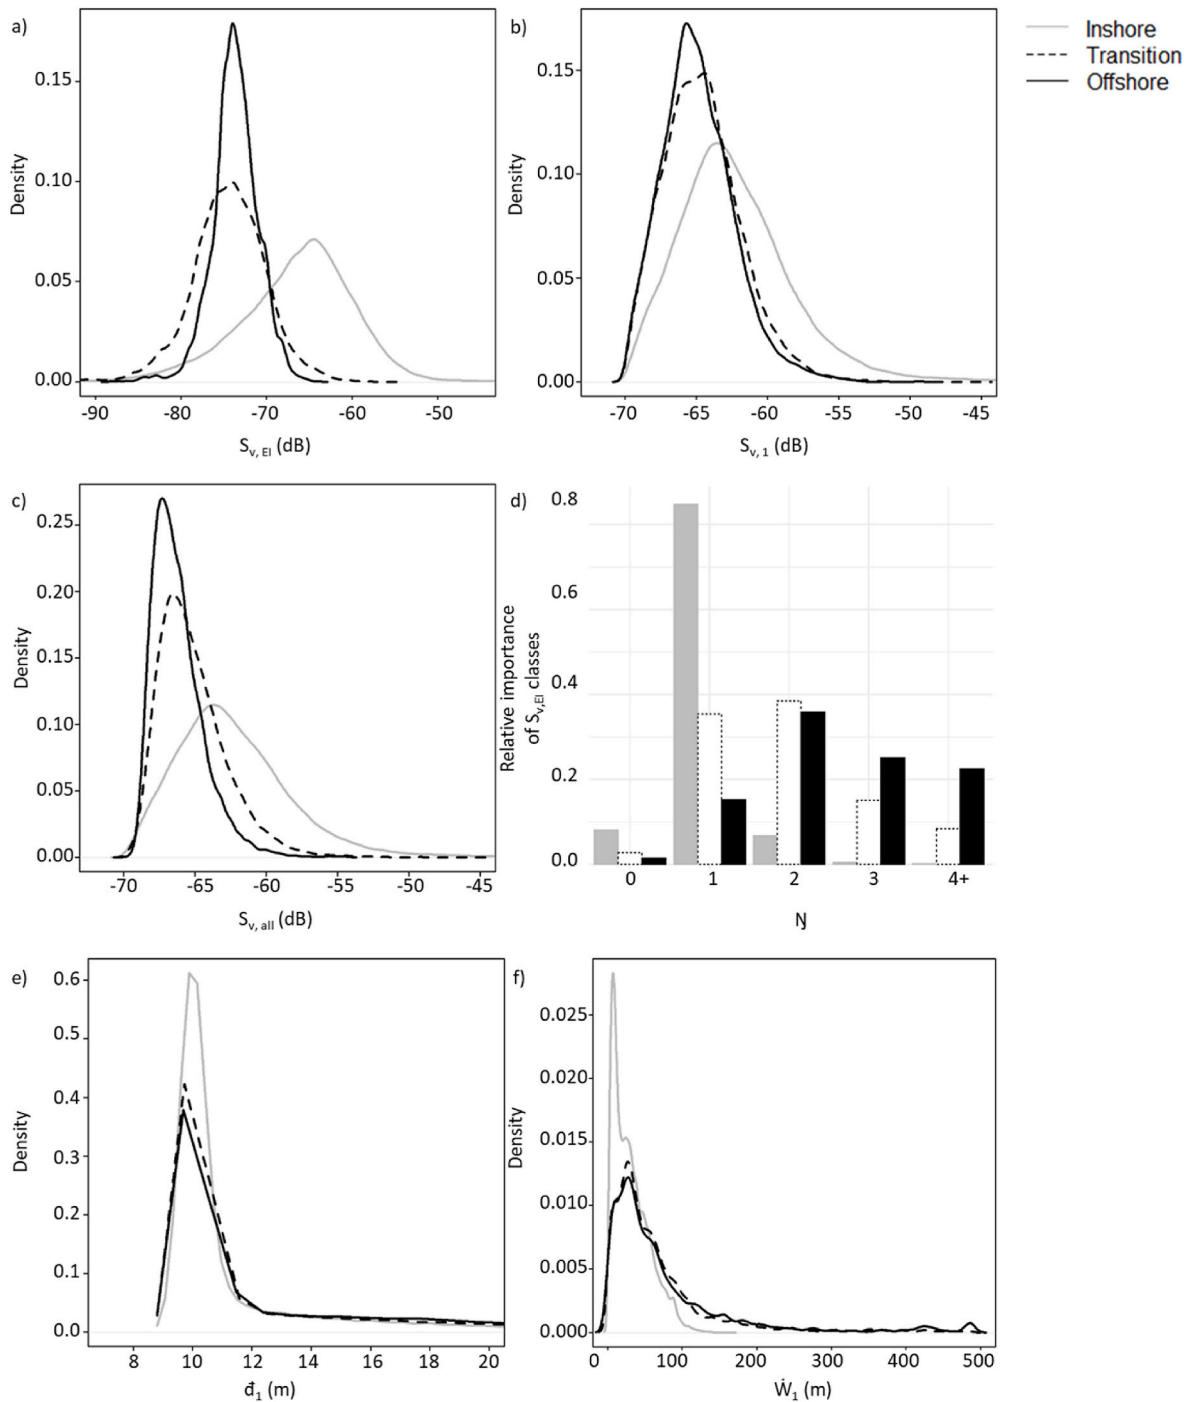 a)
Density
0.15
0.10
0.05
0.00
-90 -80 -70 -60 -50
Sv, EI (dB)
b)
Density
0.15
0.10
0.05
0.00
-70 -65 -60 -55 -50 -45
Sv, 1 (dB)
Inshore
Transition
Offshore
c)
Density
0.25
0.20
0.15
0.10
0.05
0.00
-70 -65 -60 -55 -50 -45
Sv, all (dB)
d)
Relative importance
of Sv,EI classes
0.8
0.6
0.4
0.2
0.0
0 1 2 3 4+
e)
Density
0.6
0.5
0.4
0.3
0.2
0.1
0.0
8 10 12 14 16 18 20
đ1 (m)
f)
Density
0.025
0.020
0.015
0.010
0.005
0.000
0 100 200 300 400 500
Ẇ1 (m)